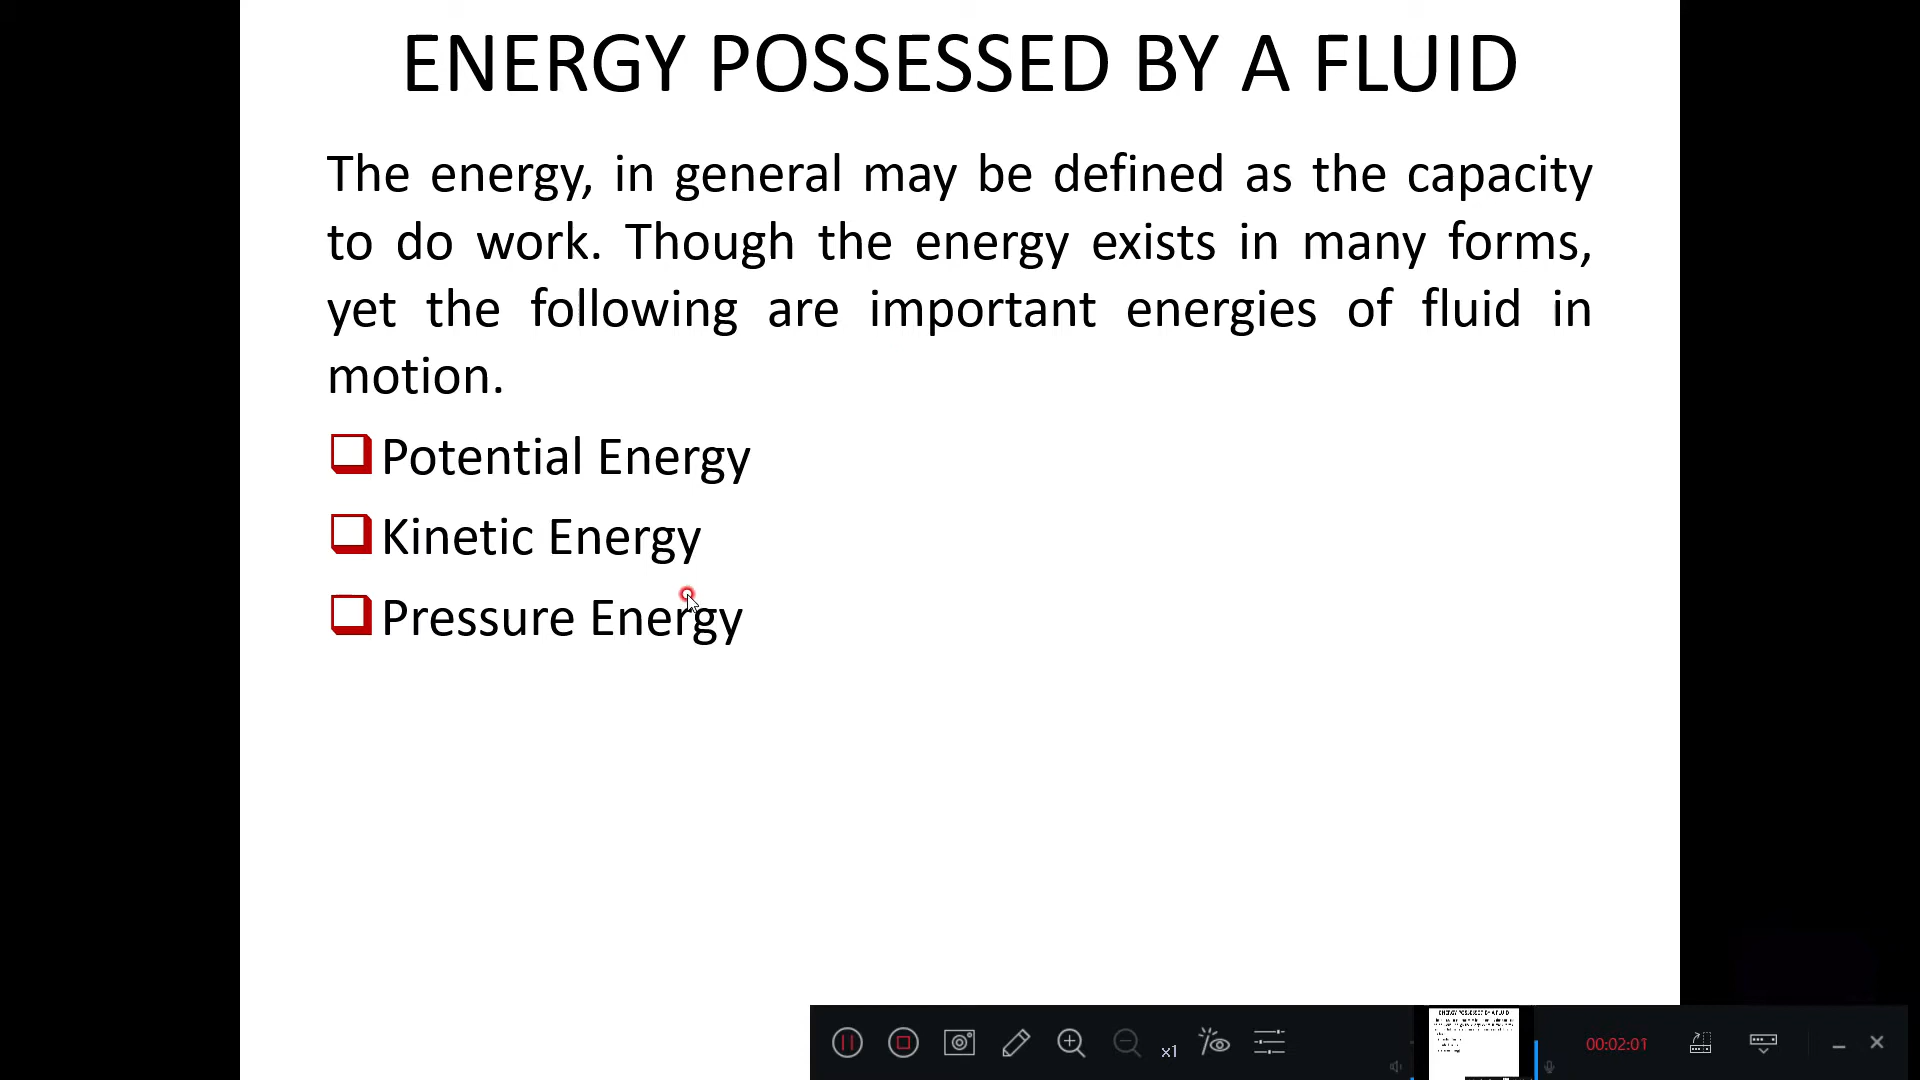 ENERGY POSSESSED BY A FLUID
The energy, in general may be defined as the capacity
to do work. Though the energy exists in many forms,
yet the following are important energies of fluid in
motion.
Potential Energy
Kinetic Energy
Pressure Energy
x1
00:02:01